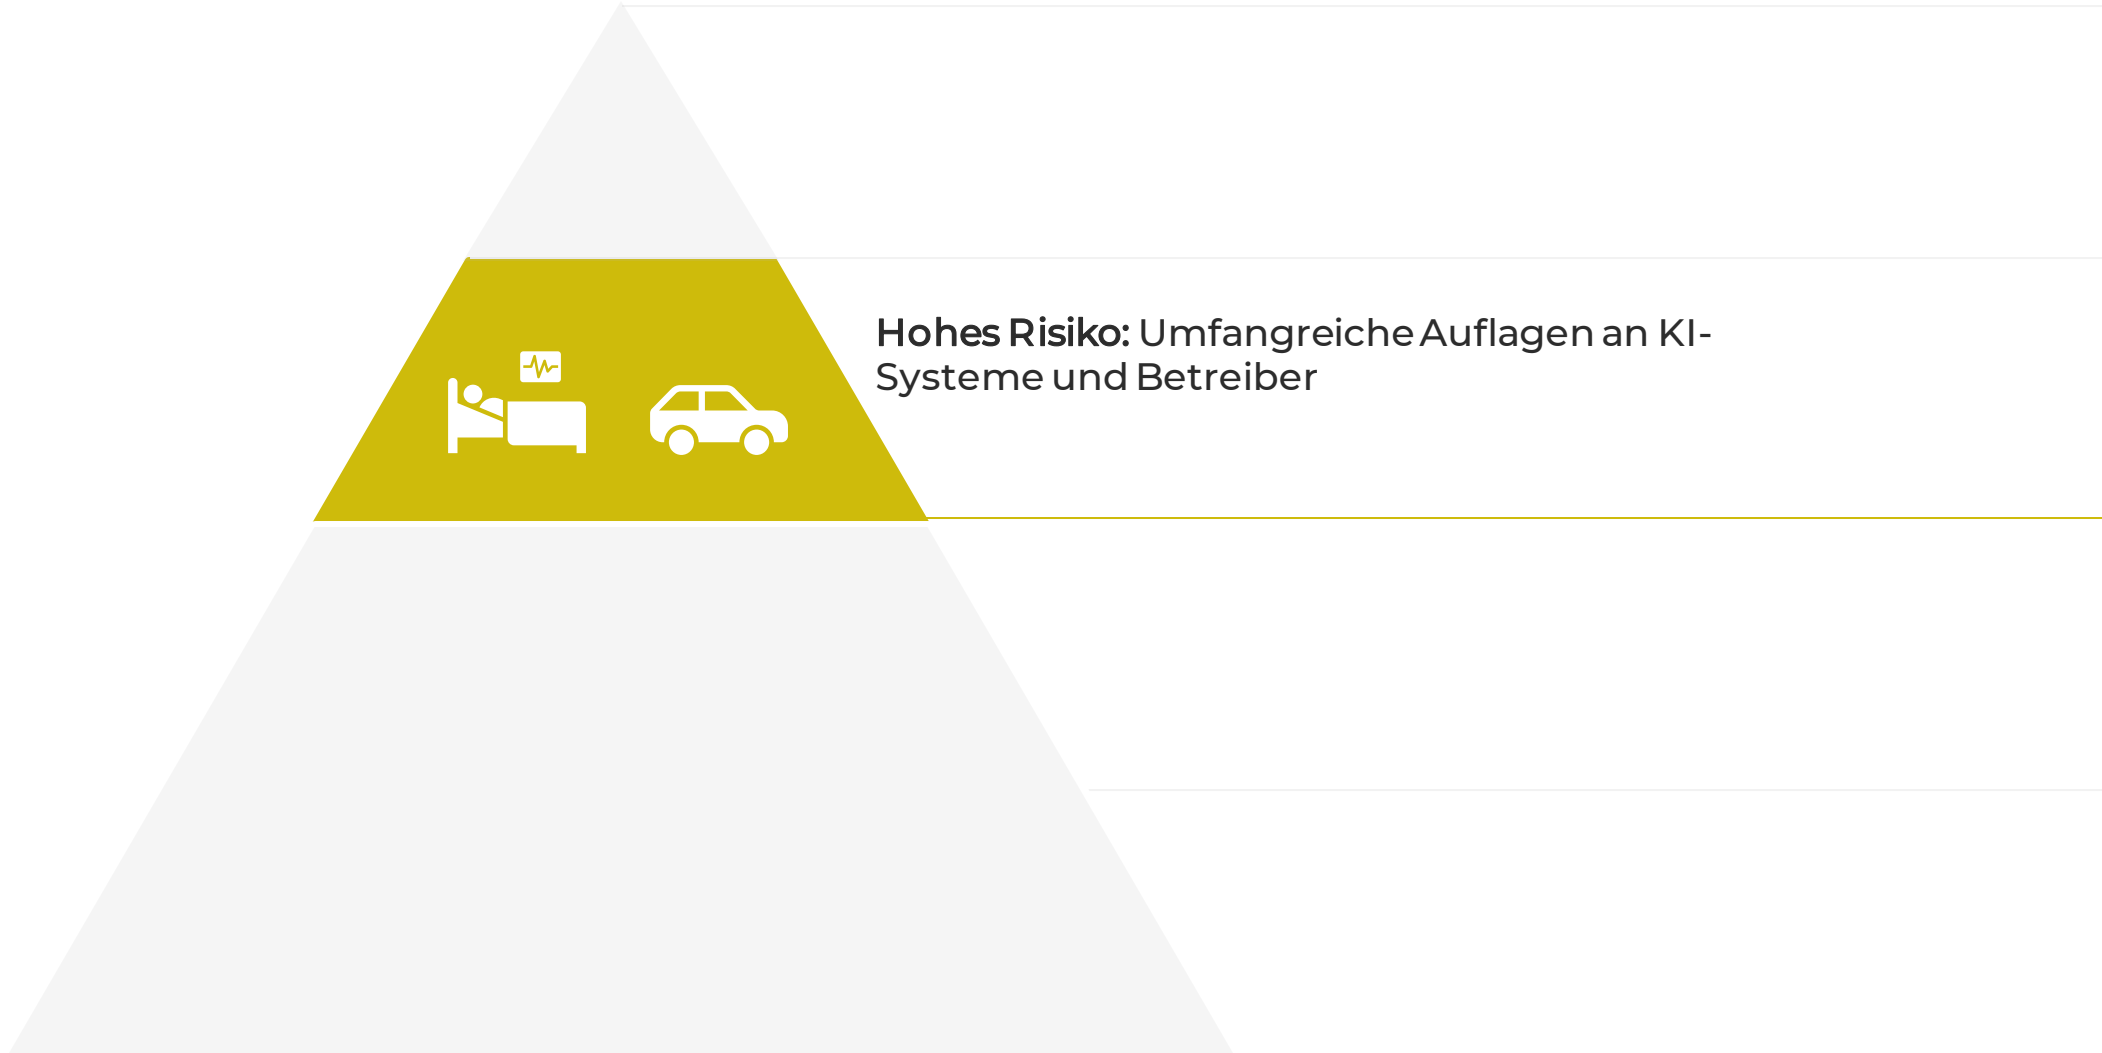 Hohes Risiko: Umfangreiche Auflagen an KI-
Systeme und Betreiber